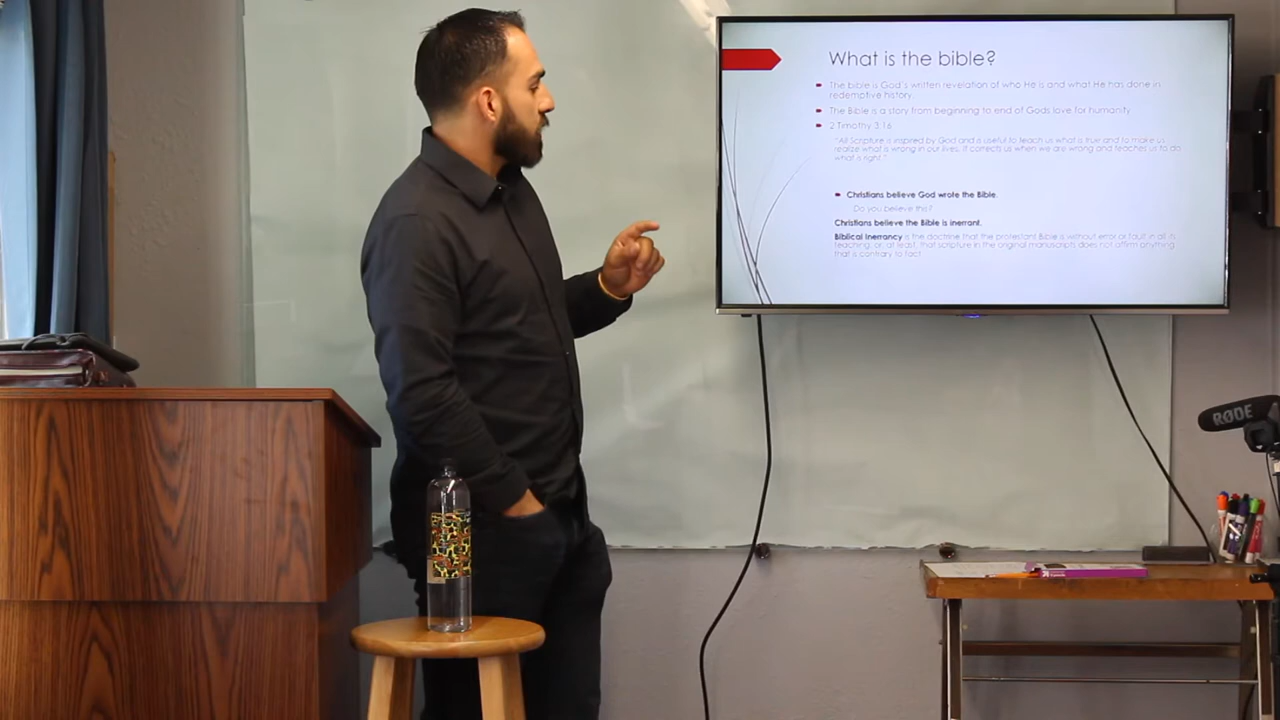 What is the bible?
The bible is God's written revelation of who He is and what He has done in
redemptive history.
The Bible is a story from beginning to end of Gods love for humanity
2 Timothy 3:16
"All Scripture is inspired by God and is useful to teach us what is true and to make us
realize what is wrong in our lives. It corrects us when we are wrong and teaches us to do
what is right."
Christians believe God wrote the Bible.
Do you believe this?
Christians believe the Bible is inerrant.
Biblical inerrancy is the doctrine that the protestant Bible is without error or fault in all its
teaching; or, at least, that scripture in the original manuscripts does not affirm anything
that is contrary to fact
RØDE